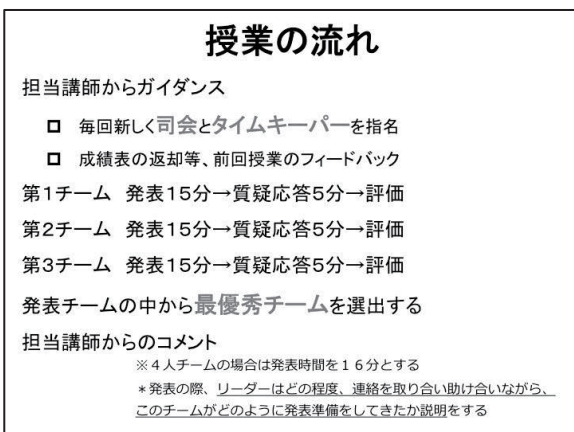 授業の流れ
担当講師からガイダンス
□ 毎回新しく司会とタイムキーパーを指名
□ 成績表の返却等、前回授業のフィードバック
第1チーム 発表15分→質疑応答5分→評価
第2チーム 発表15分→質疑応答5分→評価
第3チーム 発表15分→質疑応答5分→評価
発表チームの中から最優秀チームを選出する
担当講師からのコメント
※４人チームの場合は発表時間を１６分とする
＊発表の際、リーダーはどの程度、連絡を取り合い助け合いながら、
このチームがどのように発表準備をしてきたか説明をする